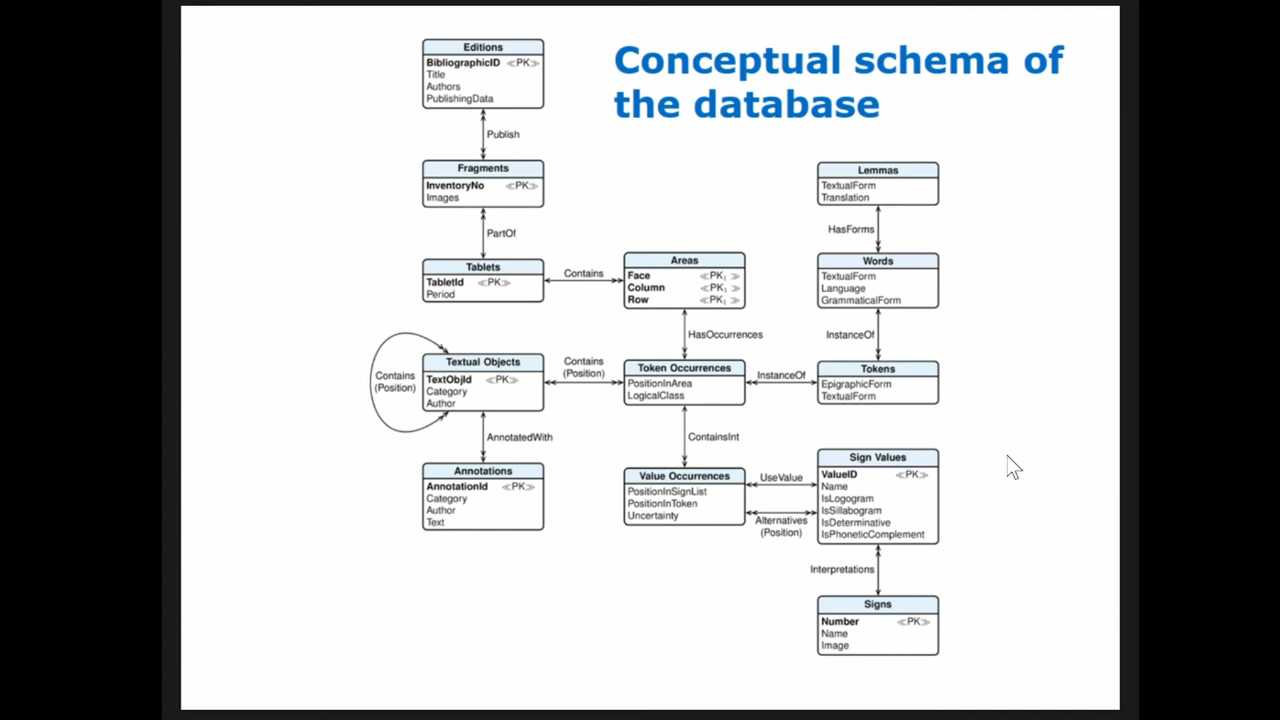 Conceptual schema of
the database
Editions
BibliographicID ≪PK≫
Title
Authors
PublishingData
Publish
Fragments
InventoryNo ≪PK≫
Images
PartOf
Tablets
TabletId ≪PK≫
Period
Contains
Areas
Face ≪PK₁ ≫
Column ≪PK₁ ≫
Row ≪PK₁ ≫
HasOccurrences
Lemmas
TextualForm
Translation
HasForms
Words
TextualForm
Language
GrammaticalForm
InstanceOf
Contains
(Position)
Textual Objects
TextObjId ≪PK≫
Category
Author
Contains
(Position)
Token Occurrences
PositionInArea
LogicalClass
InstanceOf
Tokens
EpigraphicForm
TextualForm
AnnotatedWith
ContainsInt
Annotations
AnnotationId ≪PK≫
Category
Author
Text
Value Occurrences
PositionInSignList
PositionInToken
Uncertainty
UseValue
Alternatives
(Position)
Sign Values
ValueID ≪PK≫
Name
IsLogogram
IsSillabogram
IsDeterminative
IsPhoneticComplement
Interpretations
Signs
Number ≪PK≫
Name
Image